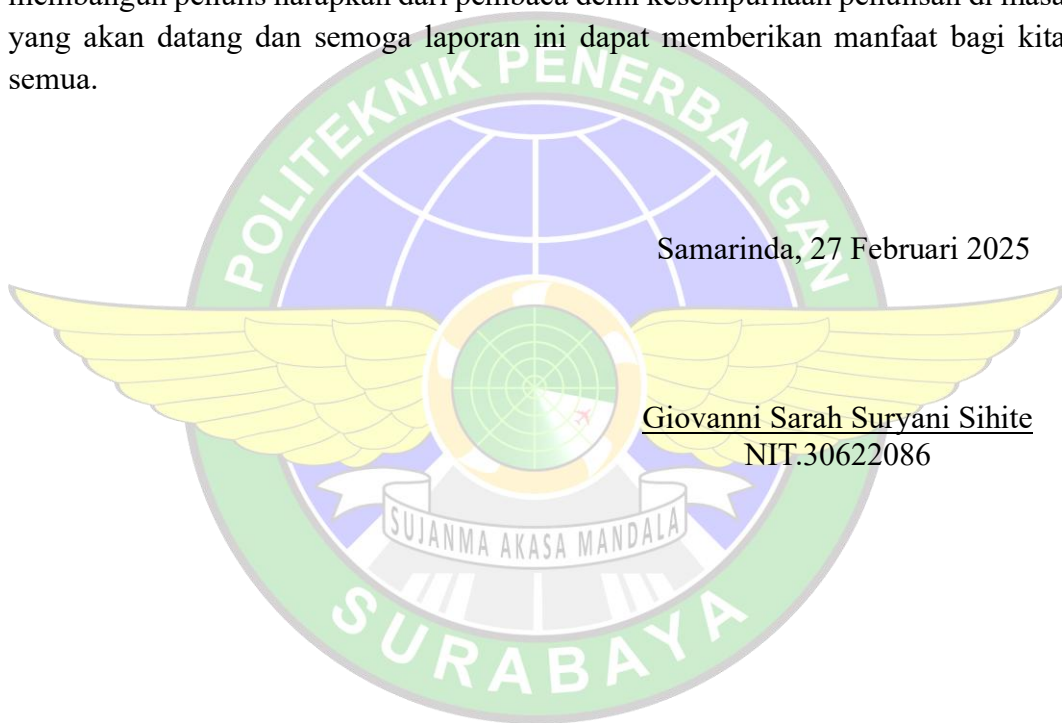 membangun penulis harapkan dari pembaca demi kesempurnaan penulisan di masa
yang akan datang dan semoga laporan ini dapat memberikan manfaat bagi kita
semua.
POLITEKNIK PENERBANGAN
Samarinda, 27 Februari 2025
Giovanni Sarah Suryani Sihite
NIT.30622086
SUJANMA AKASA MANDALA
SURABAYA